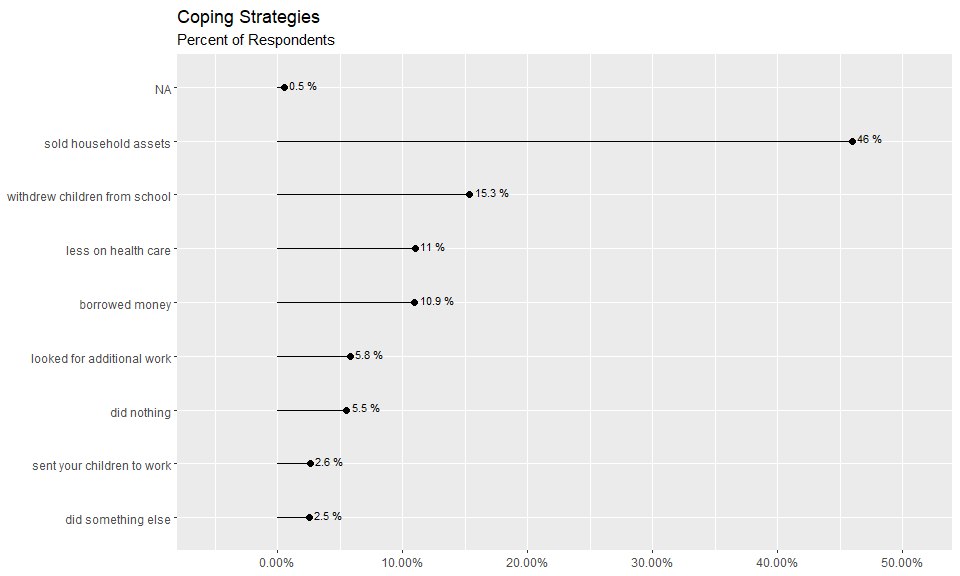 Coping Strategies
Percent of Respondents
NA
0.5 %
sold household assets
46 %
withdrew children from school
15.3 %
less on health care
11 %
borrowed money
10.9 %
looked for additional work
5.8 %
did nothing
5.5 %
sent your children to work
2.6 %
did something else
2.5 %
0.00% 10.00% 20.00% 30.00% 40.00% 50.00%